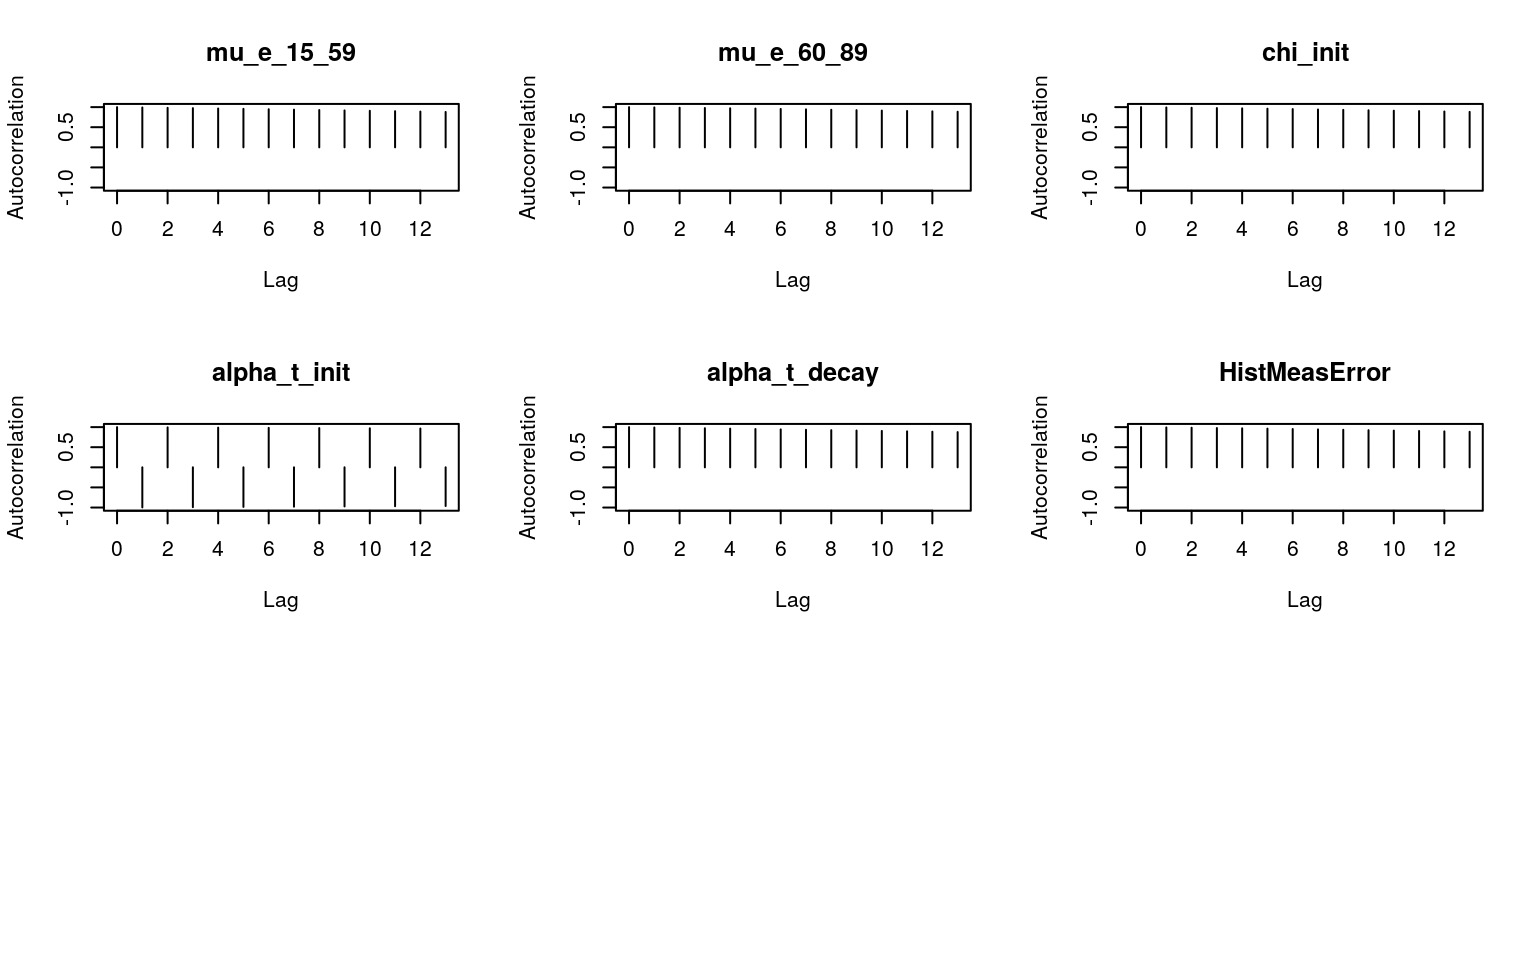 mu_e_15_59
mu_e_60_89
chi_init
Autocorrelation
0.5
-1.0
0 2 4 6 8 10 12
Lag
Autocorrelation
0.5
-1.0
0 2 4 6 8 10 12
Lag
Autocorrelation
0.5
-1.0
0 2 4 6 8 10 12
Lag
alpha_t_init
alpha_t_decay
HistMeasError
Autocorrelation
0.5
-1.0
0 2 4 6 8 10 12
Lag
Autocorrelation
0.5
-1.0
0 2 4 6 8 10 12
Lag
Autocorrelation
0.5
-1.0
0 2 4 6 8 10 12
Lag